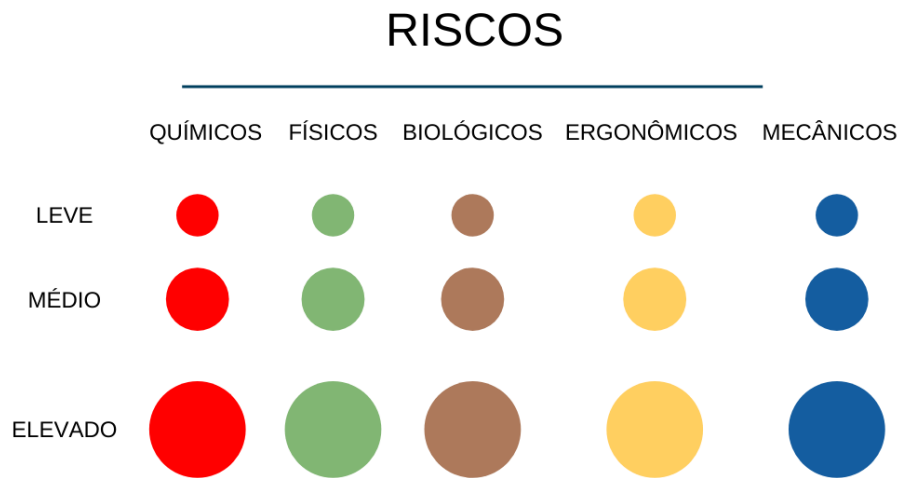 RISCOS
QUÍMICOS FÍSICOS BIOLÓGICOS ERGONÔMICOS MECÂNICOS
LEVE
MÉDIO
ELEVADO